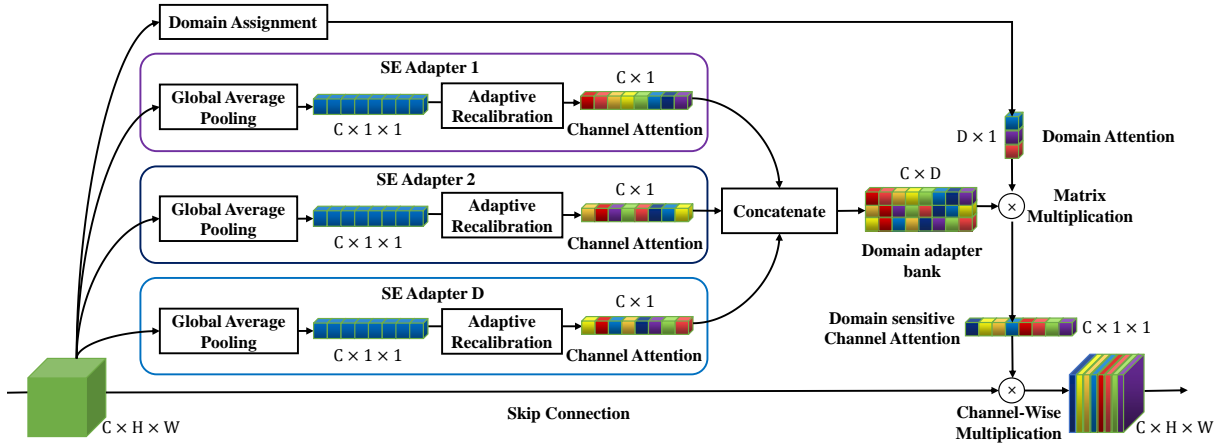 Domain Assignment
SE Adapter 1
Global Average
Pooling
C × 1 × 1
Adaptive
Recalibration
C × 1
Channel Attention
SE Adapter 2
Global Average
Pooling
C × 1 × 1
Adaptive
Recalibration
C × 1
Channel Attention
SE Adapter D
Global Average
Pooling
C × 1 × 1
Adaptive
Recalibration
C × 1
Channel Attention
Concatenate
C × D
Domain adapter
bank
D × 1
Domain Attention
×
Matrix
Multiplication
Domain sensitive
Channel Attention
C × 1 × 1
×
Channel-Wise
Multiplication
Skip Connection
C × H × W
C × H × W